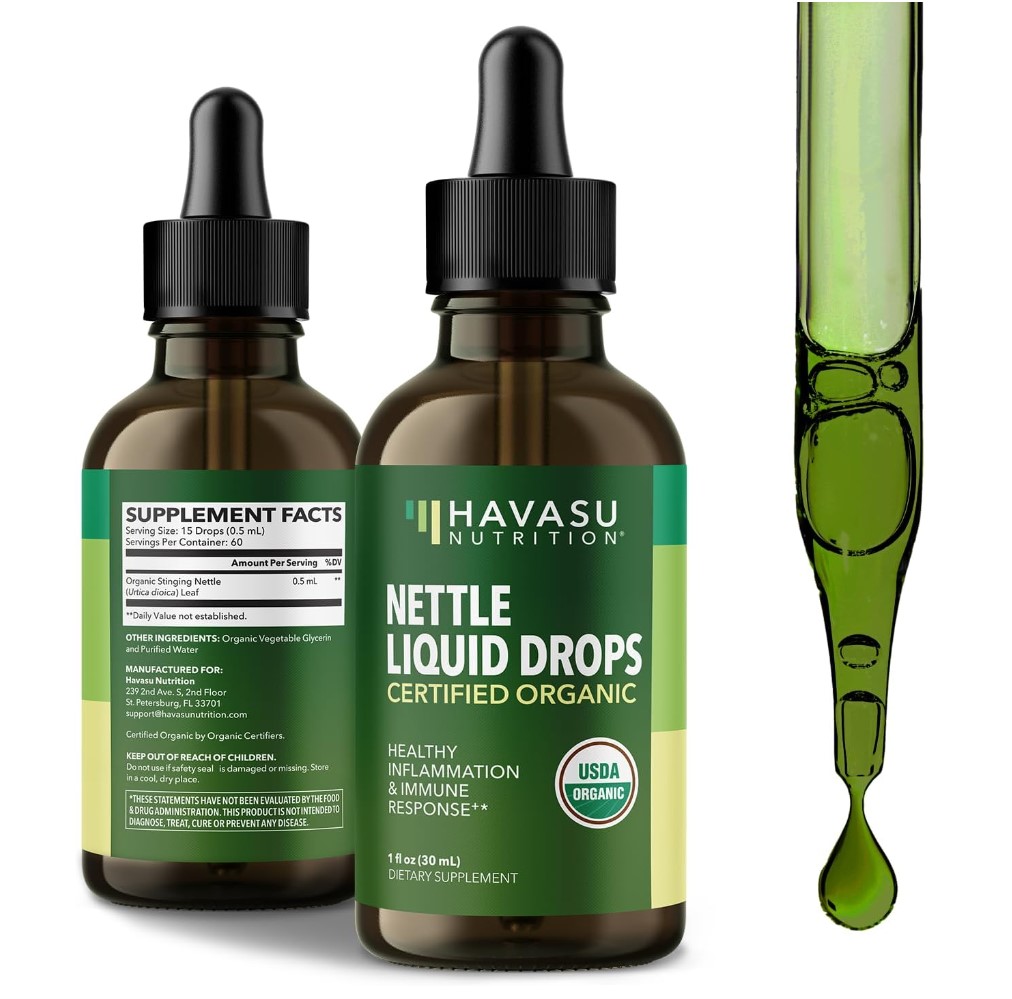 SUPPLEMENT FACTS
Serving Size: 15 Drops (0.5 mL)
Servings Per Container: 60
Amount Per Serving %DV
Organic Stinging Nettle 0.5 mL **
(Urtica dioica) Leaf
**Daily Value not established.
OTHER INGREDIENTS: Organic Vegetable Glycerin
and Purified Water
MANUFACTURED FOR:
Havasu Nutrition
239 2nd Ave. S, 2nd Floor
St. Petersburg, FL 33701
support@havasunutrition.com
Certified Organic by Organic Certifiers.
KEEP OUT OF REACH OF CHILDREN.
Do not use if safety seal is damaged or missing. Store
in a cool, dry place.
*THESE STATEMENTS HAVE NOT BEEN EVALUATED BY THE FOOD
& DRUG ADMINISTRATION. THIS PRODUCT IS NOT INTENDED TO
DIAGNOSE, TREAT, CURE OR PREVENT ANY DISEASE.
HAVASU
NUTRITION®
NETTLE
LIQUID DROPS
CERTIFIED ORGANIC
HEALTHY
INFLAMMATION
& IMMUNE
RESPONSE⁺*
USDA
ORGANIC
1 fl oz (30 mL)
DIETARY SUPPLEMENT